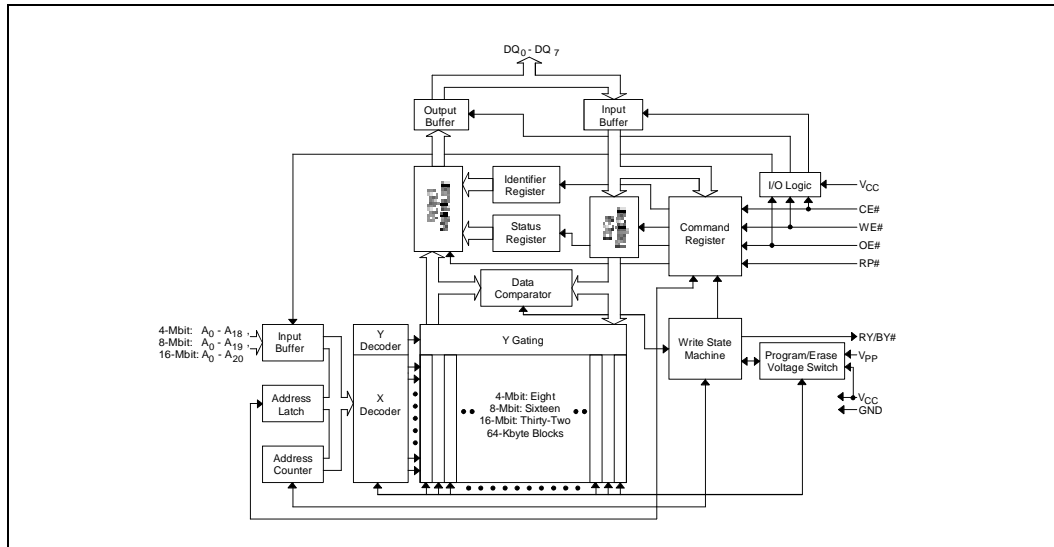 DQ0 - DQ 7
Output
Buffer
Input
Buffer
Identifier
Register
Status
Register
Data
Comparator
I/O Logic
Command
Register
VCC
CE#
WE#
OE#
RP#
4-Mbit: A0 - A18 ,
8-Mbit: A0 - A19 ,
16-Mbit: A0 - A20
Input
Buffer
Address
Latch
Address
Counter
Y
Decoder
X
Decoder
Y Gating
4-Mbit: Eight
8-Mbit: Sixteen
16-Mbit: Thirty-Two
64-Kbyte Blocks
Write State
Machine
Program/Erase
Voltage Switch
RY/BY#
VPP
VCC
GND